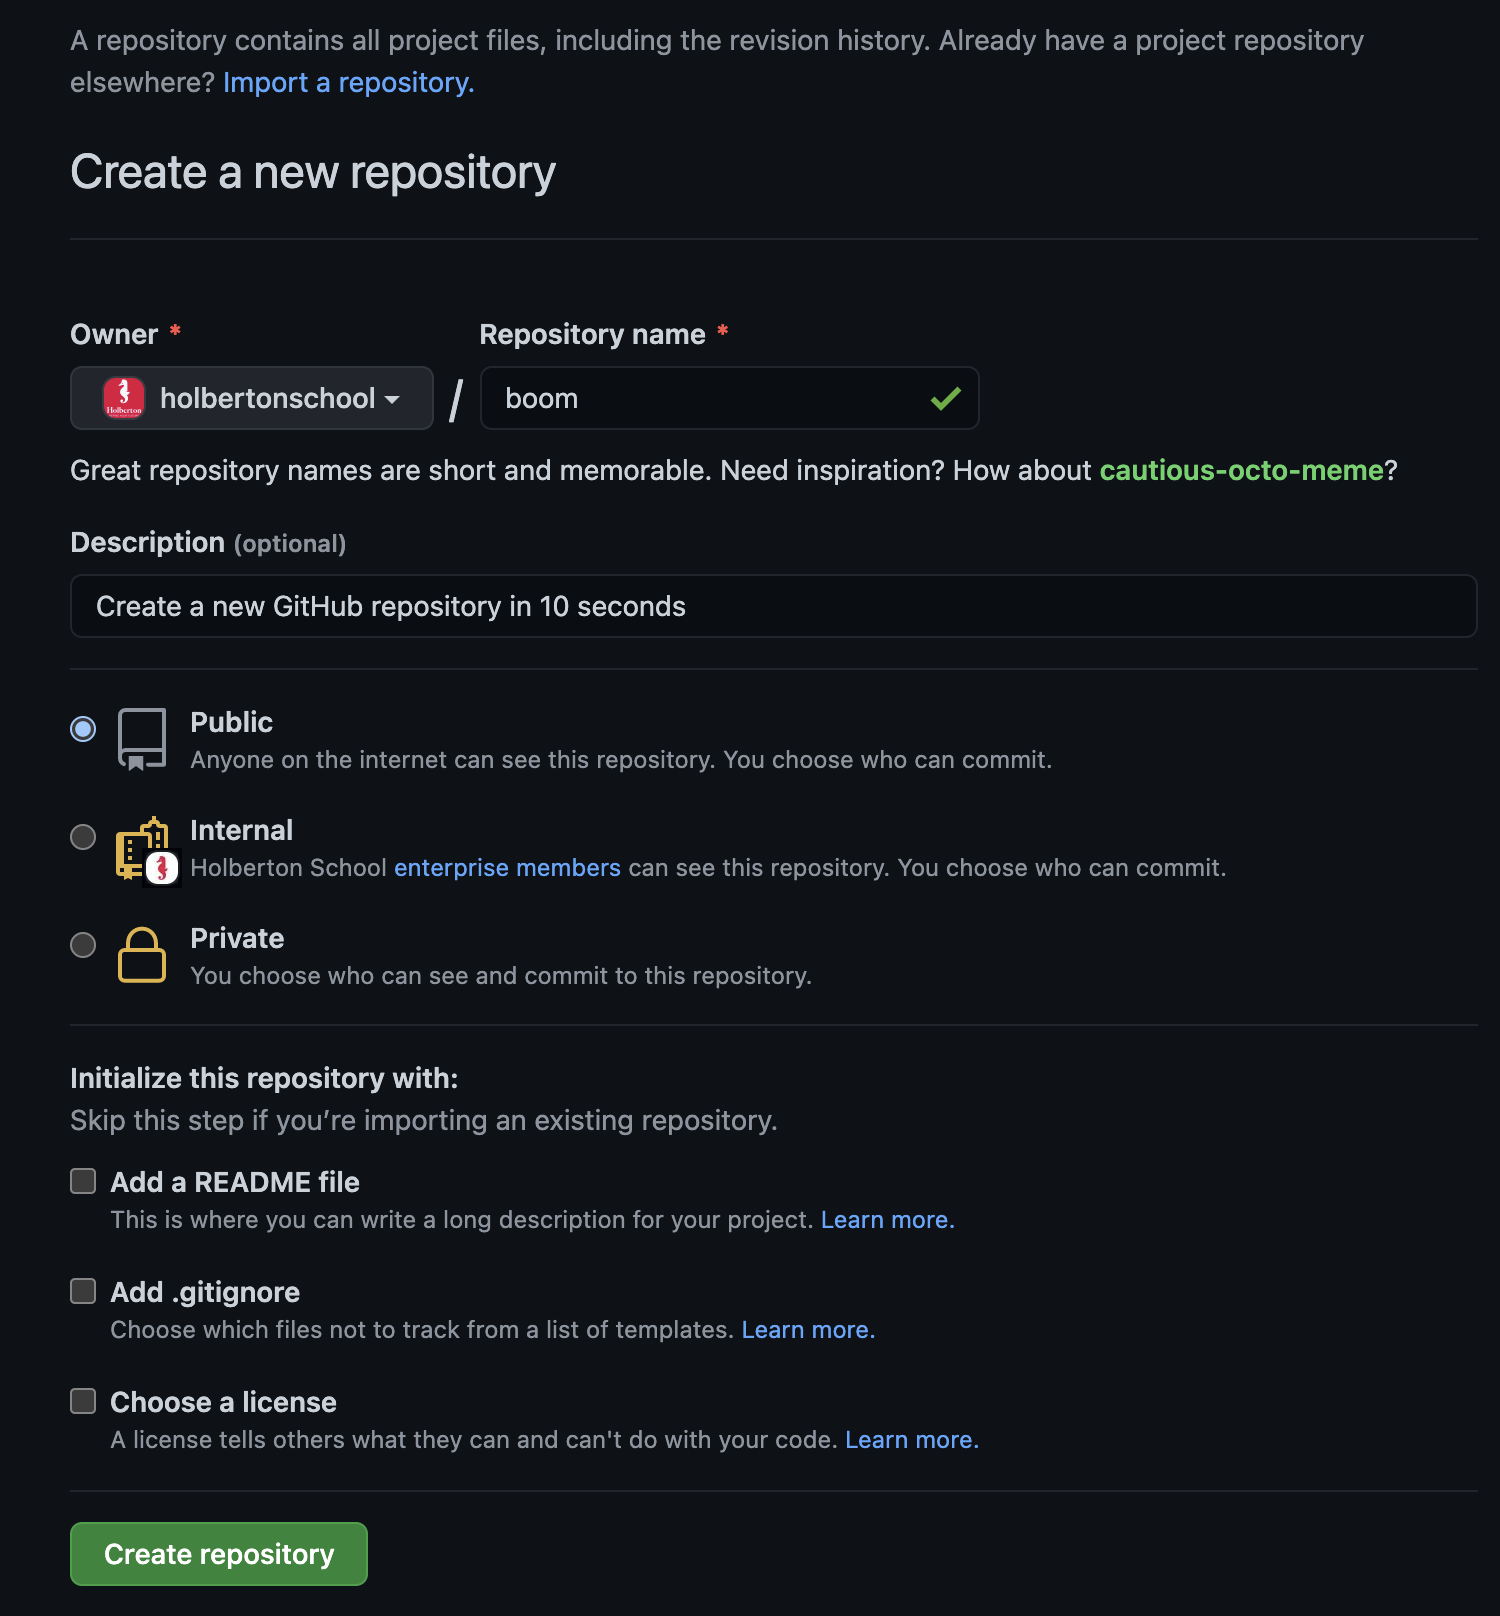 A repository contains all project files, including the revision history. Already have a project repository
elsewhere? Import a repository.
Create a new repository
Owner *
Repository name *
Holberton
holbertonschool
/
boom
Great repository names are short and memorable. Need inspiration? How about cautious-octo-meme?
Description (optional)
Create a new GitHub repository in 10 seconds
Public
Anyone on the internet can see this repository. You choose who can commit.
Internal
Holberton School enterprise members can see this repository. You choose who can commit.
Private
You choose who can see and commit to this repository.
Initialize this repository with:
Skip this step if you’re importing an existing repository.
Add a README file
This is where you can write a long description for your project. Learn more.
Add .gitignore
Choose which files not to track from a list of templates. Learn more.
Choose a license
A license tells others what they can and can't do with your code. Learn more.
Create repository